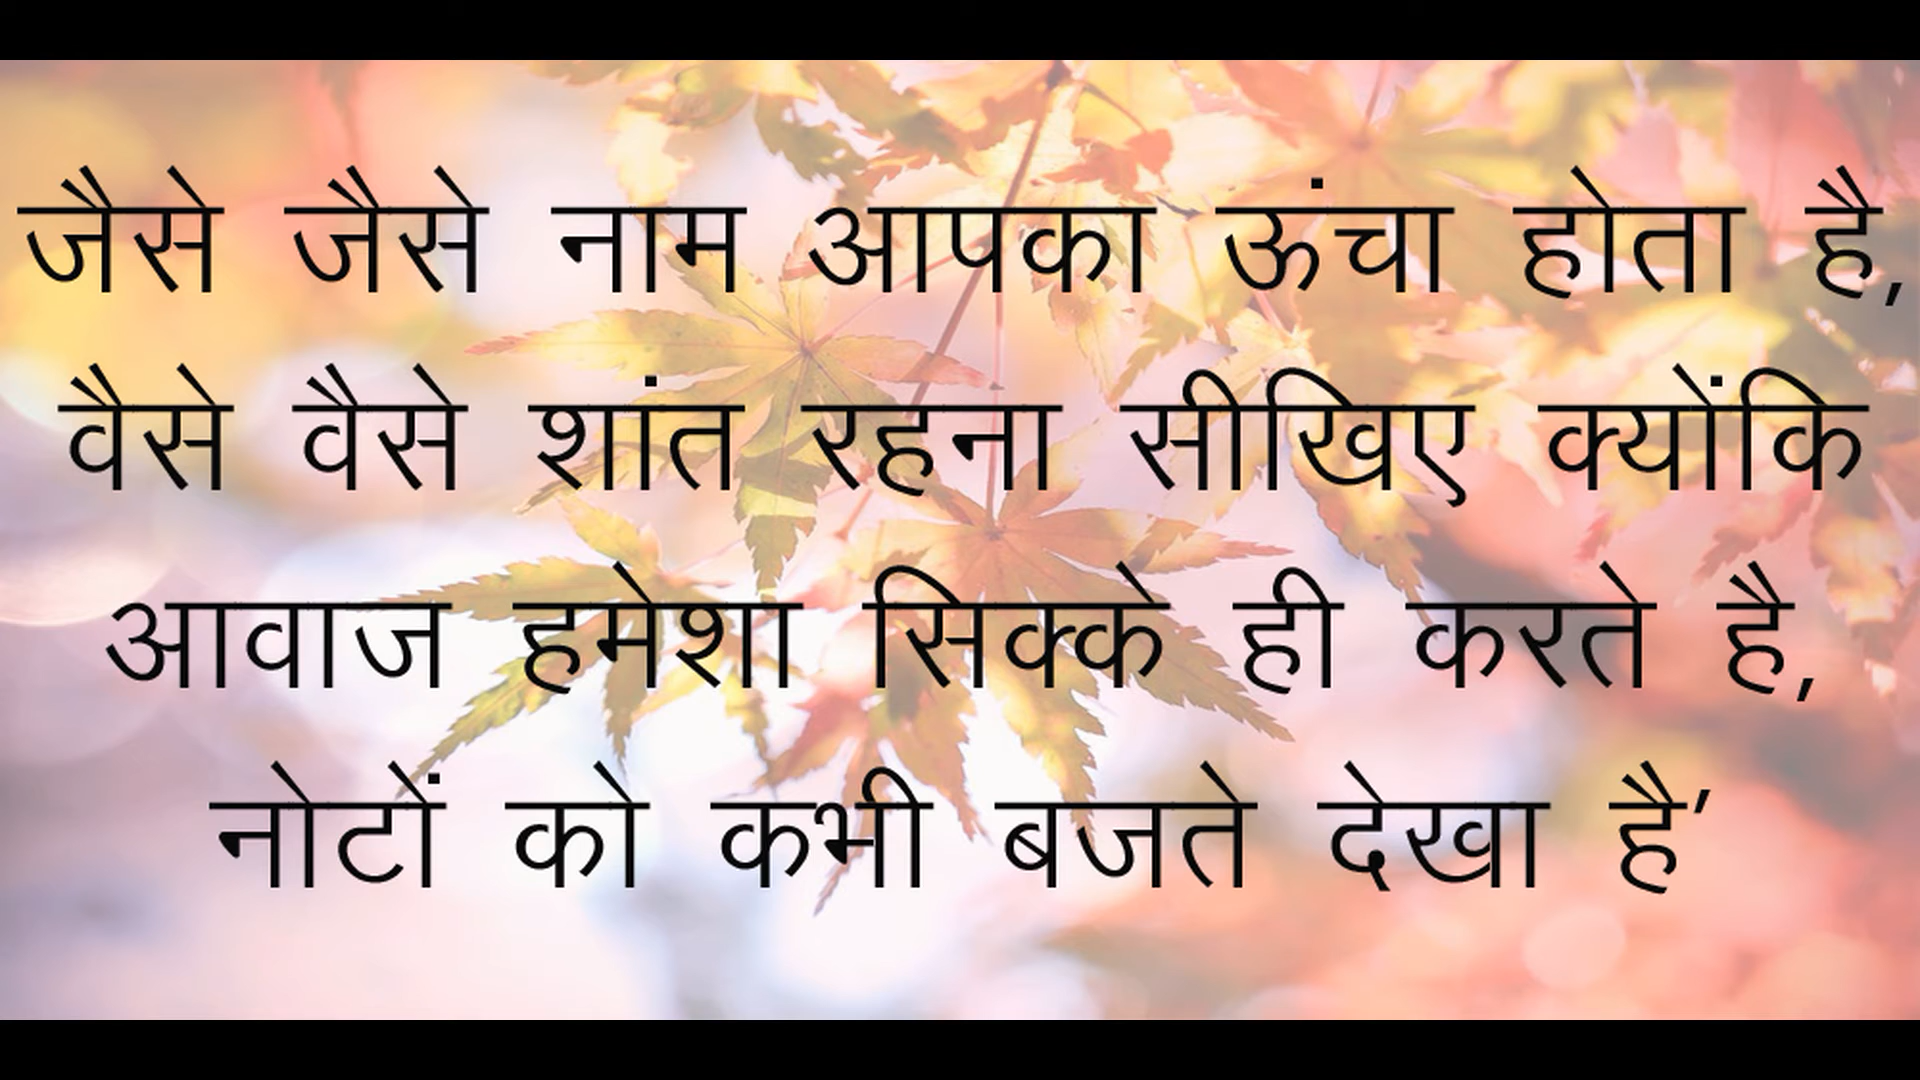 जैसे जैसे नाम आपका ऊंचा होता है,
वैसे वैसे शांत रहना सीखिए क्योंकि
आवाज हमेशा सिक्के ही करते है,
नोटों को कभी बजते देखा है’